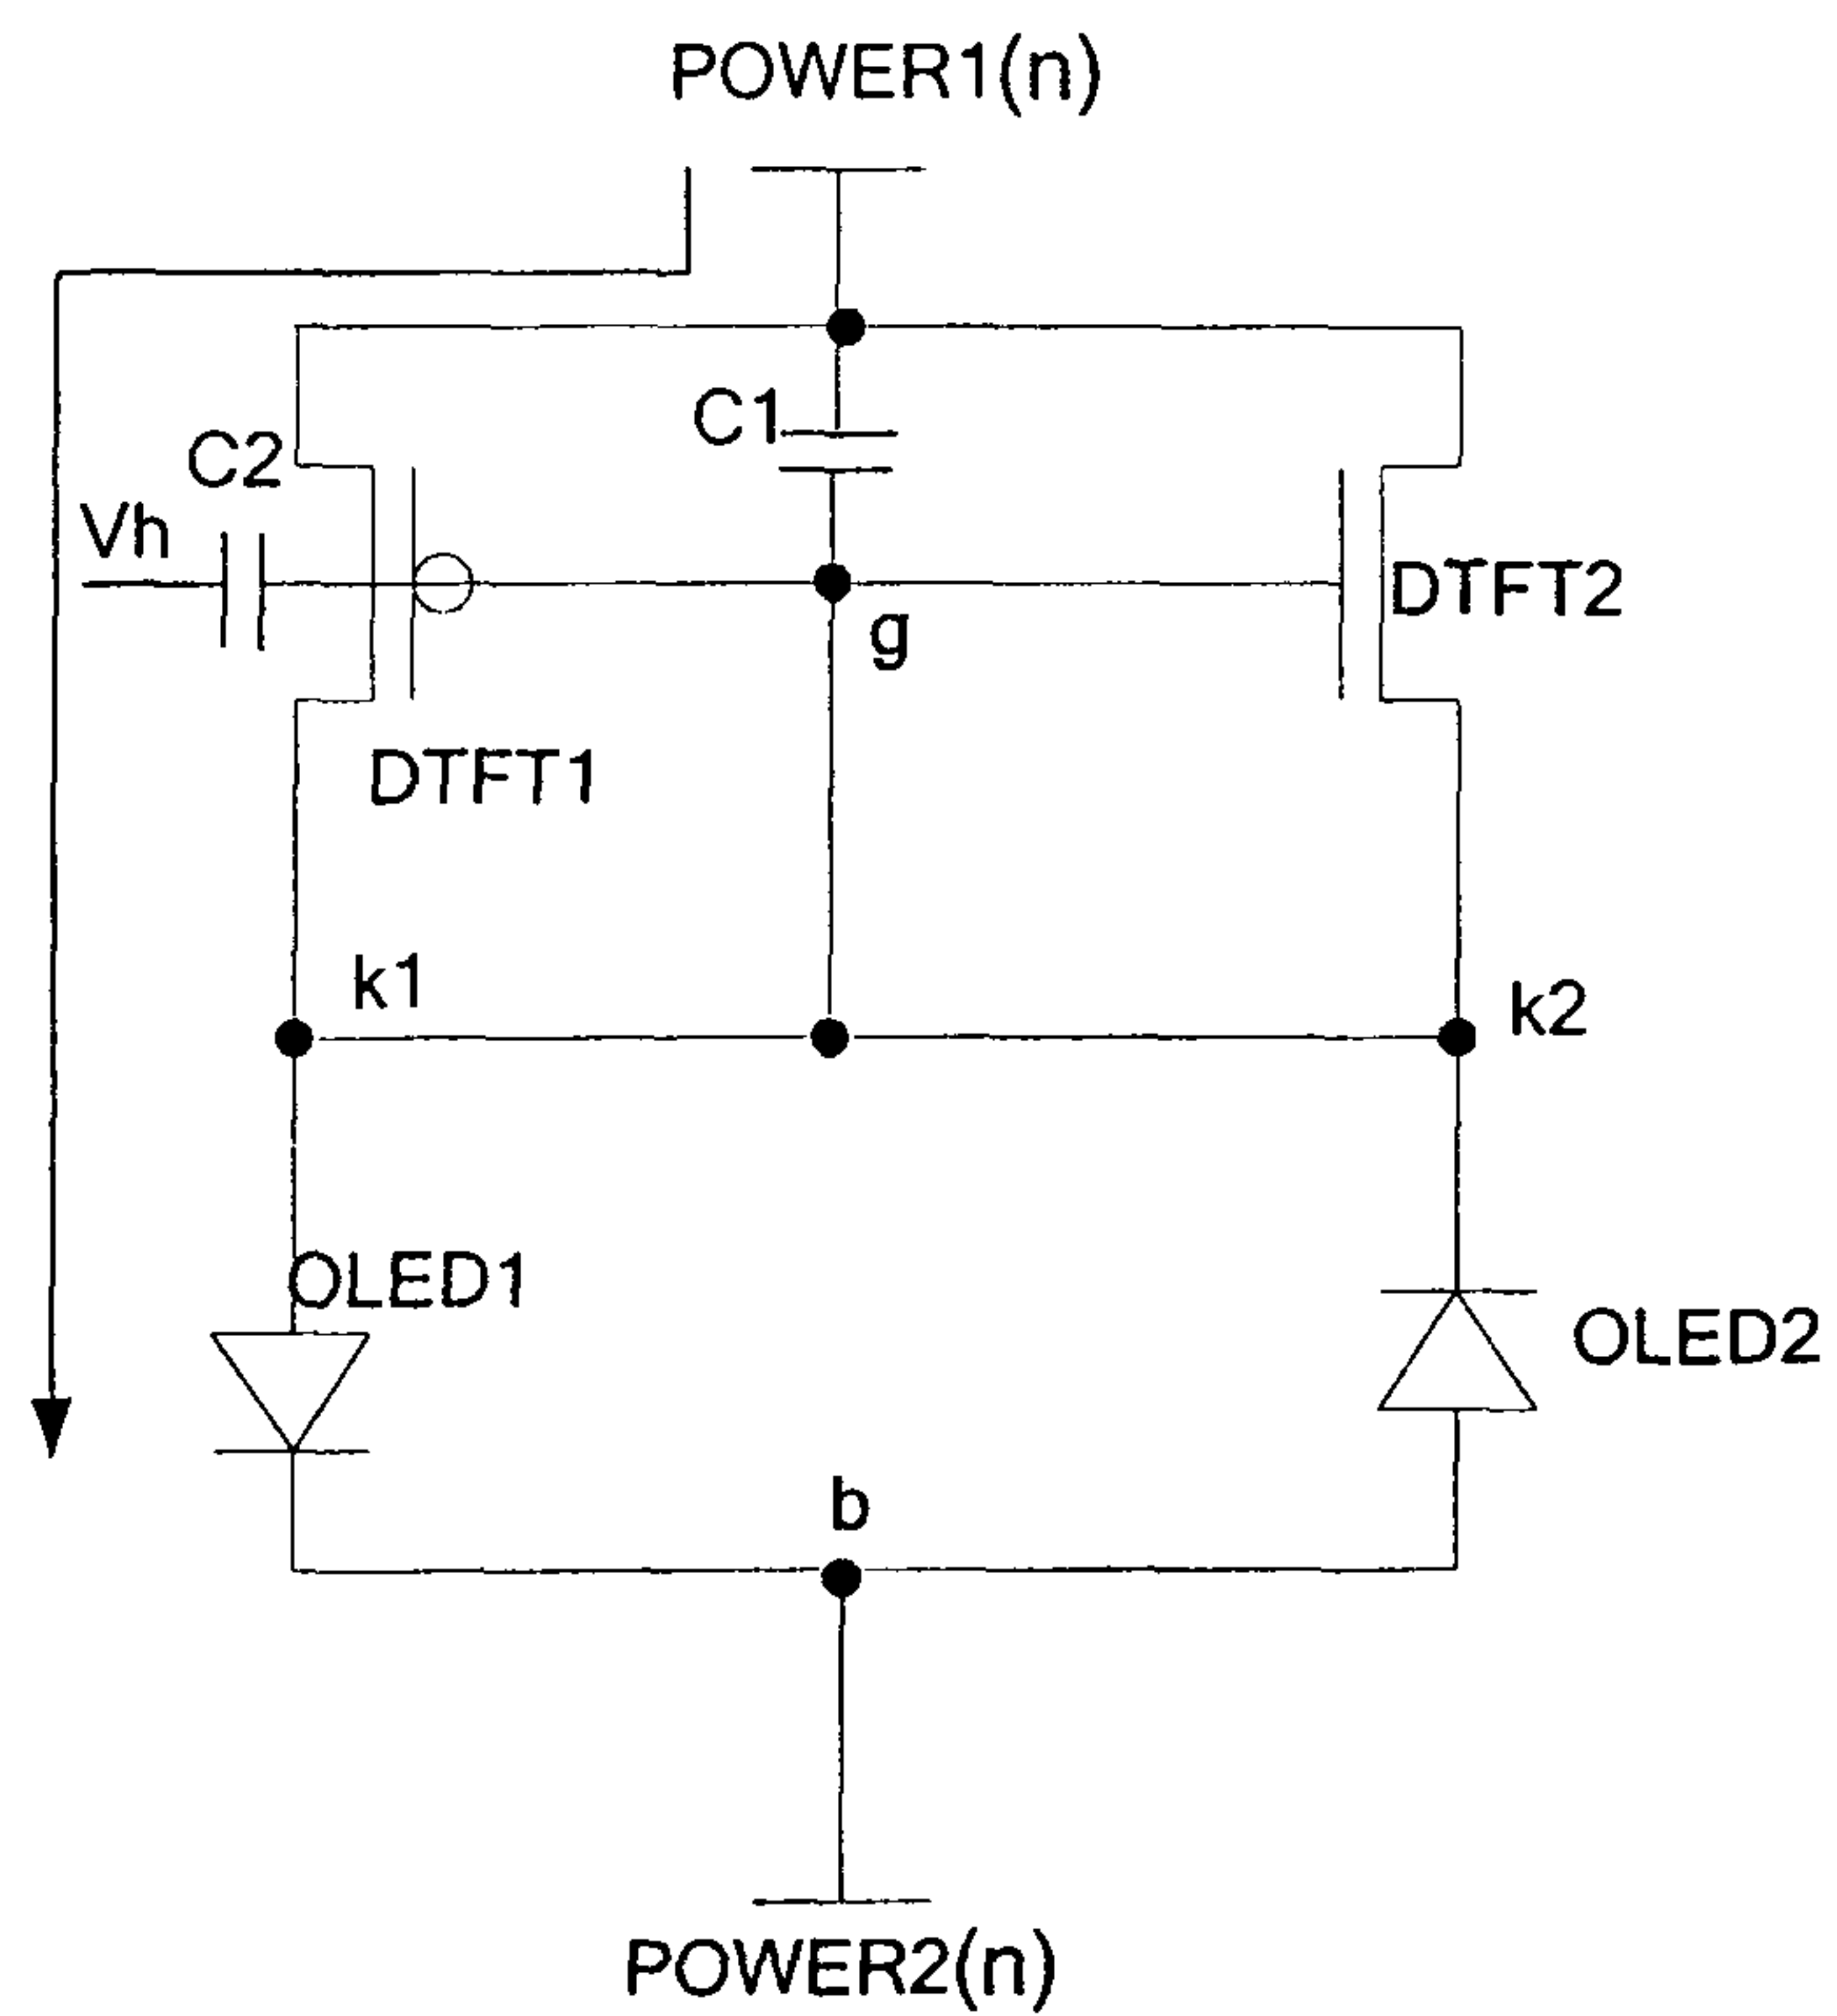 POWER1(n)
C1
C2
Vh
DTFT2
g
DTFT1
k1
k2
OLED1
OLED2
b
POWER2(n)